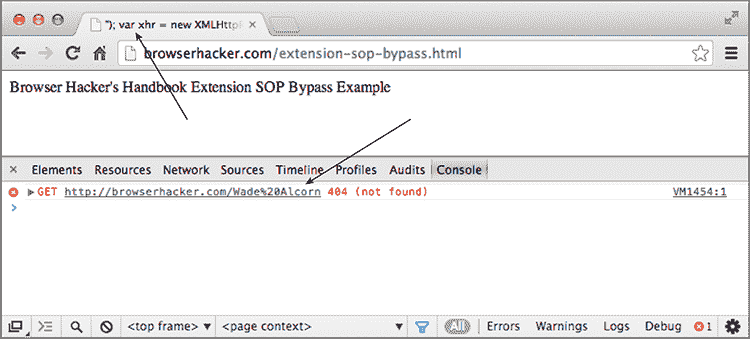 "); var xhr = new XMLHttp
browserhacker.com/extension-sop-bypass.html
Browser Hacker's Handbook Extension SOP Bypass Example
Elements Resources Network Sources Timeline Profiles Audits Console
GET http://browserhacker.com/Wade%20Alcorn 404 (not found) VM1454:1
<top frame> <page context> All Errors Warnings Logs Debug 1